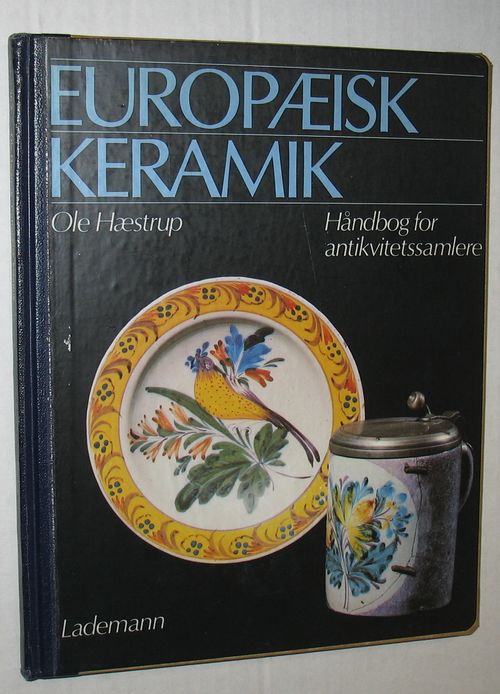 EUROPÆISK
KERAMIK
Ole Hæstrup
Håndbog for
antikvitetssamlere
Lademann